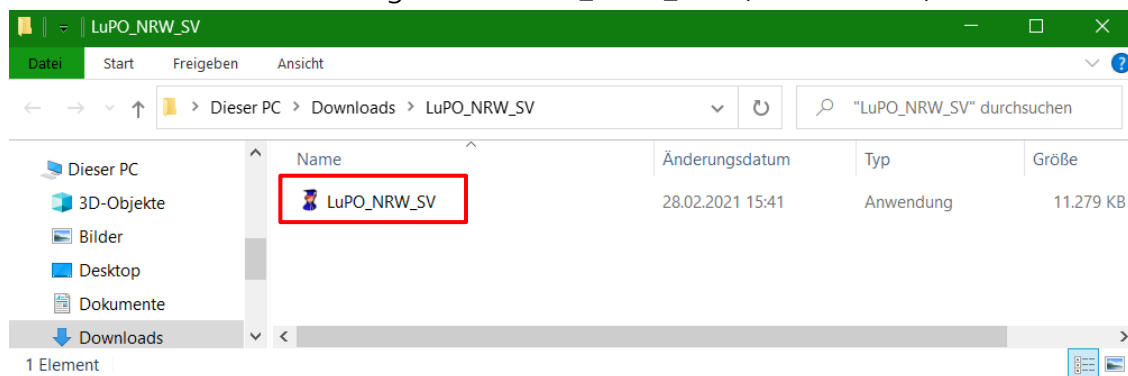 LuPO_NRW_SV
Datei Start Freigeben Ansicht
Dieser PC > Downloads > LuPO_NRW_SV "LuPO_NRW_SV" durchsuchen
Name Änderungsdatum Typ Größe
Dieser PC
LuPO_NRW_SV 28.02.2021 15:41 Anwendung 11.279 KB
3D-Objekte
Bilder
Desktop
Dokumente
Downloads
1 Element